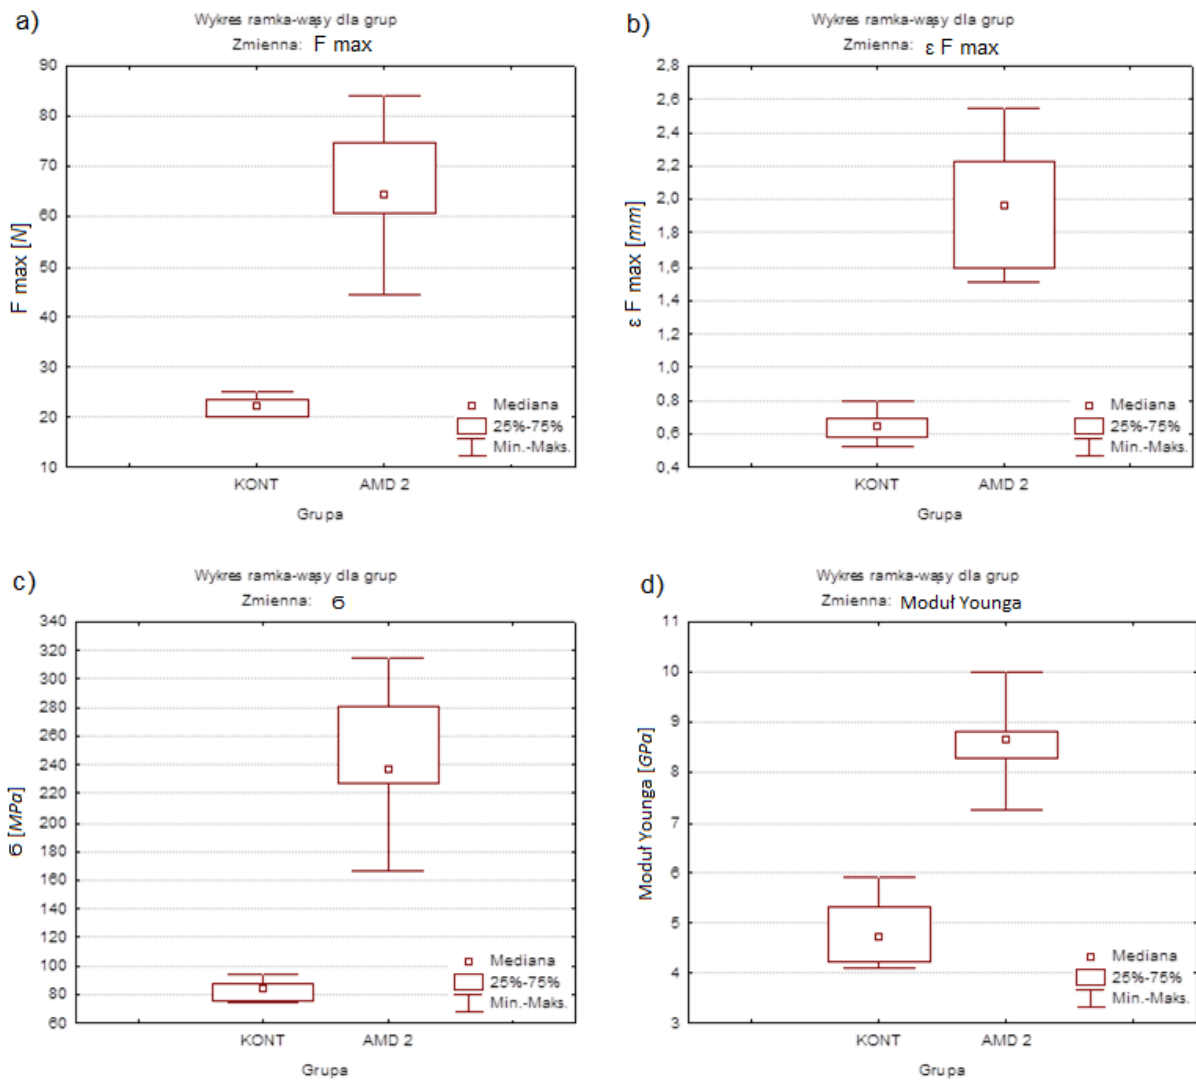 a)
Wykres ramka-wąsy dla grup
Zmienna: F max
90
80
70
60
50
40
30
20
10
F max [N]
Mediana
25%-75%
Min.-Maks.
KONT
AMD 2
Grupa
b)
Wykres ramka-wąsy dla grup
Zmienna: ε F max
2,8
2,6
2,4
2,2
2,0
1,8
1,6
1,4
1,2
1,0
0,8
0,6
0,4
ε F max [mm]
Mediana
25%-75%
Min.-Maks.
KONT
AMD 2
Grupa
c)
Wykres ramka-wąsy dla grup
Zmienna: Ϭ
340
320
300
280
260
240
220
200
180
160
140
120
100
80
60
Ϭ [MPa]
Mediana
25%-75%
Min.-Maks.
KONT
AMD 2
Grupa
d)
Wykres ramka-wąsy dla grup
Zmienna: Moduł Younga
11
10
9
8
7
6
5
4
3
Moduł Younga [GPa]
Mediana
25%-75%
Min.-Maks.
KONT
AMD 2
Grupa